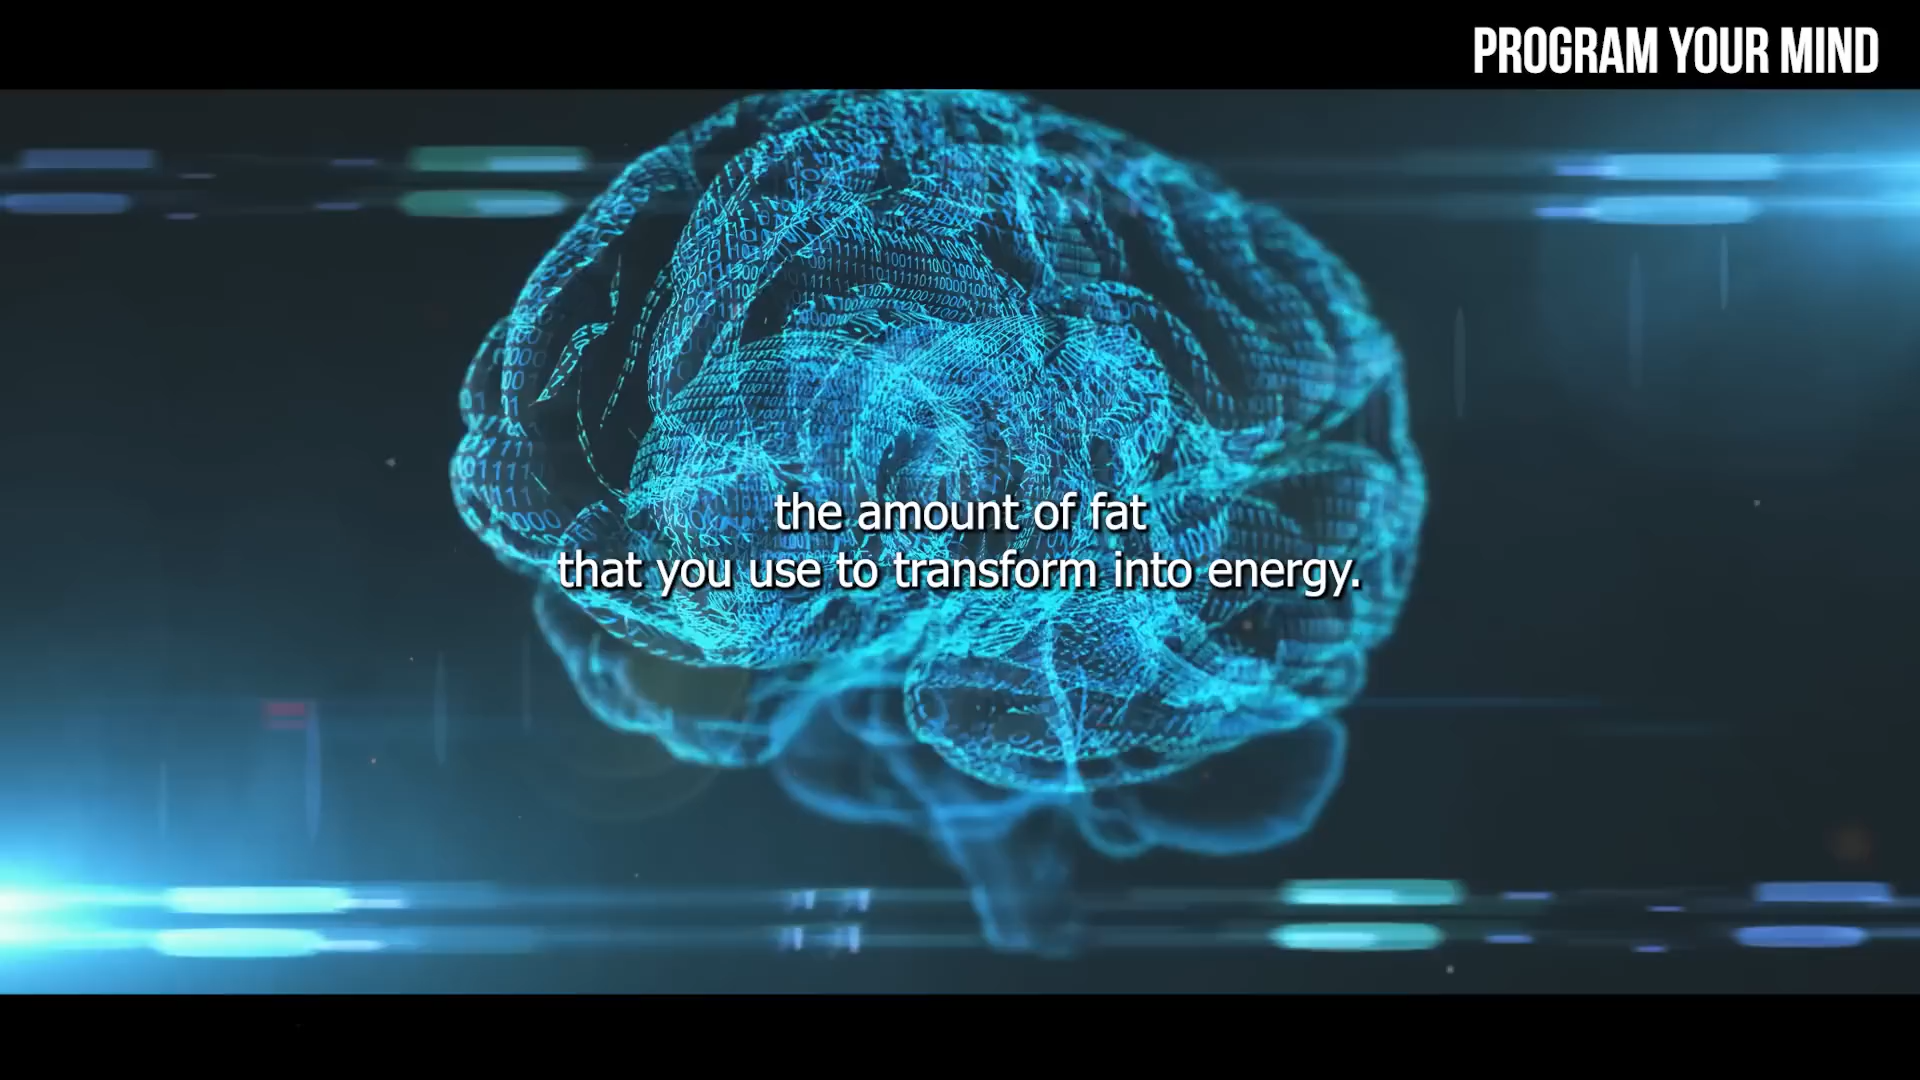 PROGRAM YOUR MIND
the amount of fat
that you use to transform into energy.